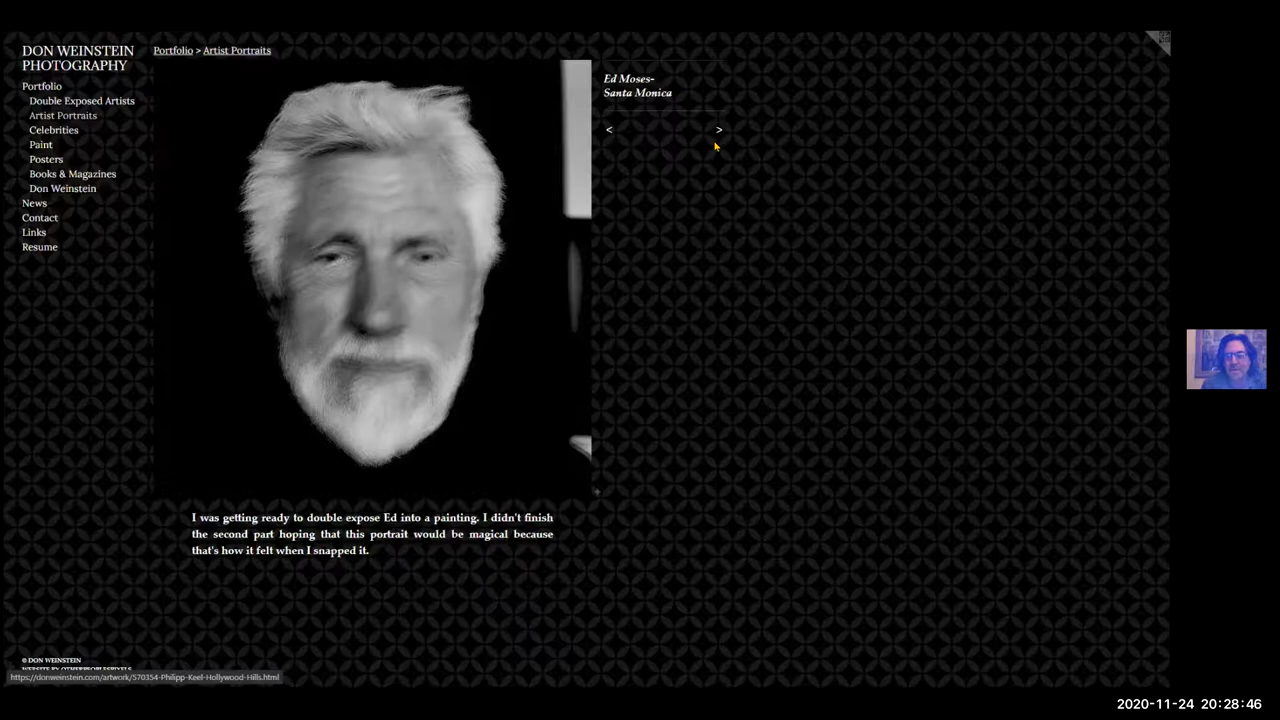 DON WEINSTEIN
PHOTOGRAPHY
Portfolio
Double Exposed Artists
Artist Portraits
Celebrities
Paint
Posters
Books & Magazines
Don Weinstein
News
Contact
Links
Resume
Portfolio > Artist Portraits
Ed Moses-
Santa Monica
< >
I was getting ready to double expose Ed into a painting. I didn't finish
the second part hoping that this portrait would be magical because
that's how it felt when I snapped it.
© DON WEINSTEIN
https://donweinstein.com/artwork/570354-Philipp-Keel-Hollywood-Hills.html
2020-11-24 20:28:46